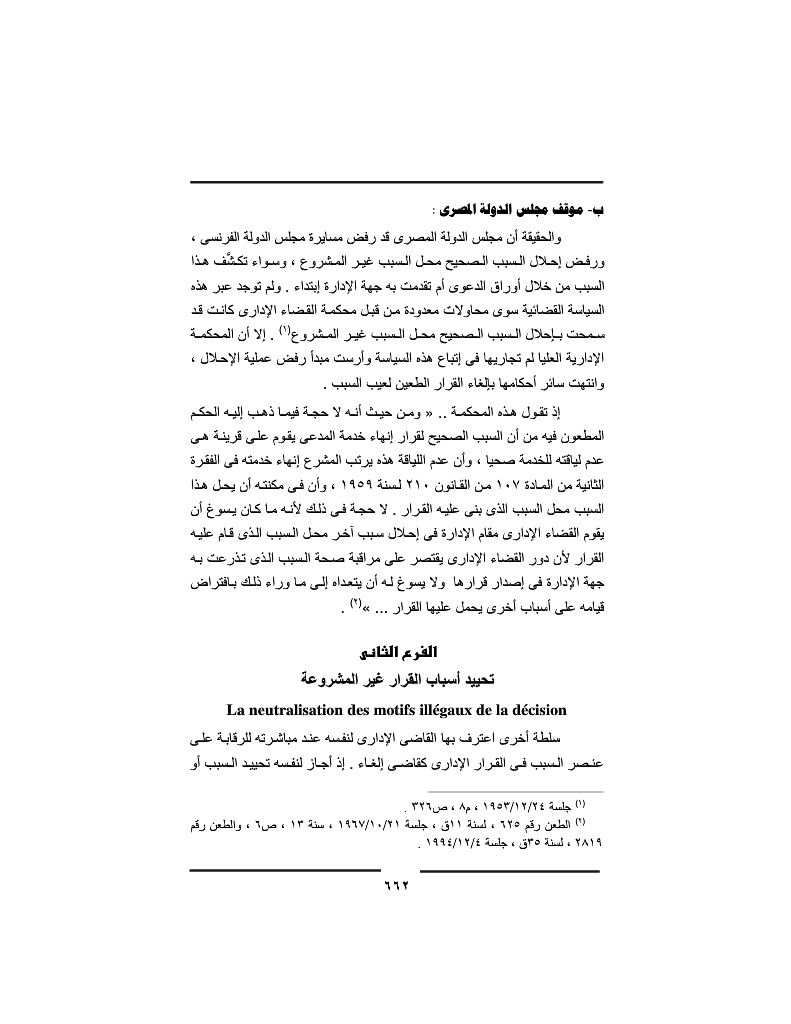 ب- موقف مجلس الدولة المصرى :
والحقيقة أن مجلس الدولة المصرى قد رفض مسايرة مجلس الدولة الفرنسى ،
ورفض إحلال السبب الصحيح محل السبب غير المشروع ، وسواء تكشَّف هذا
السبب من خلال أوراق الدعوى أم تقدمت به جهة الإدارة إبتداء . ولم توجد عبر هذه
السياسة القضائية سوى محاولات معدودة من قبل محكمة القضاء الإدارى كانت قد
سمحت بإحلال السبب الصحيح محل السبب غير المشروع(١) . إلا أن المحكمة
الإدارية العليا لم تجاريها فى إتباع هذه السياسة وأرست مبدأ رفض عملية الإحلال ،
وانتهت سائر أحكامها بإلغاء القرار الطعين لعيب السبب .
إذ تقول هذه المحكمة .. « ومن حيث أنه لا حجة فيما ذهب إليه الحكم
المطعون فيه من أن السبب الصحيح لقرار إنهاء خدمة المدعى يقوم على قرينة هى
عدم لياقته للخدمة صحيا ، وأن عدم اللياقة هذه يرتب المشرع إنهاء خدمته فى الفقرة
الثانية من المادة ١٠٧ من القانون ٢١٠ لسنة ١٩٥٩ ، وأن فى مكنته أن يحل هذا
السبب محل السبب الذى بنى عليه القرار . لا حجة فى ذلك لأنه ما كان يسوغ أن
يقوم القضاء الإدارى مقام الإدارة فى إحلال سبب آخر محل السبب الذى قام عليه
القرار لأن دور القضاء الإدارى يقتصر على مراقبة صحة السبب الذى تذرعت به
جهة الإدارة فى إصدار قرارها ولا يسوغ له أن يتعداه إلى ما وراء ذلك بافتراض
قيامه على أسباب أخرى يحمل عليها القرار ... »(٢) .
الفرع الثانى
تحييد أسباب القرار غير المشروعة
La neutralisation des motifs illégaux de la décision
سلطة أخرى اعترف بها القاضى الإدارى لنفسه عند مباشرته للرقابة على
عنصر السبب فى القرار الإدارى كقاضى إلغاء . إذ أجاز لنفسه تحييد السبب أو
(١) جلسة ١٩٥٣/١٢/٢٤ ، م٨ ، ص٣٢٦ .
(٢) الطعن رقم ٦٢٥ ، لسنة ١١ق ، جلسة ١٩٦٧/١٠/٢١ ، سنة ١٣ ، ص٦ ، والطعن رقم
٢٨١٩ ، لسنة ٣٥ق ، جلسة ١٩٩٤/١٢/٤ .
٦٦٢